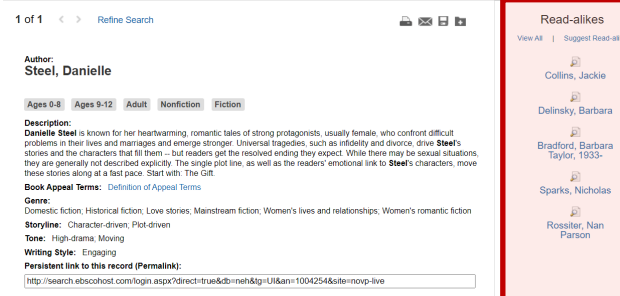 1 of 1 < > Refine Search
Author:
Steel, Danielle
Ages 0-8 Ages 9-12 Adult Nonfiction Fiction
Description:
Danielle Steel is known for her heartwarming, romantic tales of strong protagonists, usually female, who confront difficult
problems in their lives and marriages and emerge stronger. Universal tragedies, such as infidelity and divorce, drive Steel's
stories and the characters that fill them -- but readers get the resolved ending they expect. While there may be sexual situations,
they are generally not described explicitly. The single plot line, as well as the readers' emotional link to Steel's characters, move
these stories along at a fast pace. Start with: The Gift.
Book Appeal Terms: Definition of Appeal Terms
Genre:
Domestic fiction; Historical fiction; Love stories; Mainstream fiction; Women's lives and relationships; Women's romantic fiction
Storyline: Character-driven; Plot-driven
Tone: High-drama; Moving
Writing Style: Engaging
Persistent link to this record (Permalink):
http://search.ebscohost.com/login.aspx?direct=true&db=neh&tg=UI&an=1004254&site=novp-live
Read-alikes
View All | Suggest Read-ali
Collins, Jackie
Delinsky, Barbara
Bradford, Barbara
Taylor, 1933-
Sparks, Nicholas
Rossiter, Nan
Parson